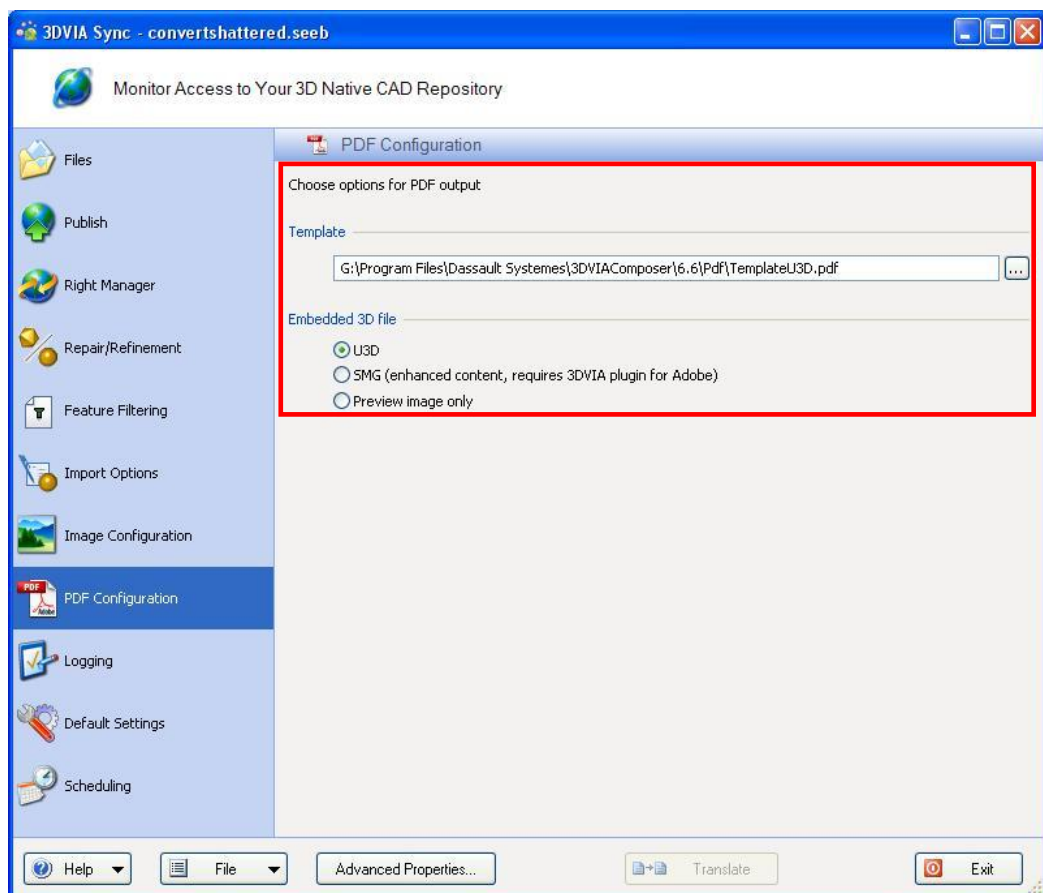 3DVIA Sync - convertshattered.seeb
Monitor Access to Your 3D Native CAD Repository
Files
Publish
Right Manager
Repair/Refinement
Feature Filtering
Import Options
Image Configuration
PDF
Adobe
PDF Configuration
Logging
Default Settings
Scheduling
PDF Configuration
Choose options for PDF output
Template
G:\Program Files\Dassault Systemes\3DVIAComposer\6.6\Pdf\TemplateU3D.pdf
...
Embedded 3D file
U3D
SMG (enhanced content, requires 3DVIA plugin for Adobe)
Preview image only
Help
File
Advanced Properties...
Translate
Exit